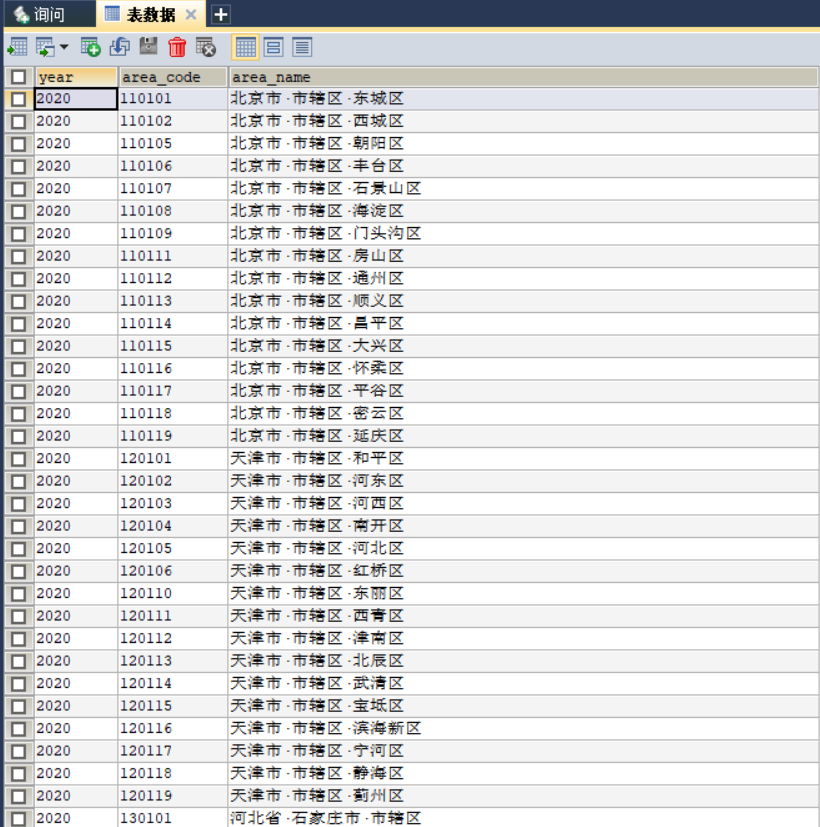 询问 表数据
year area_code area_name
2020 110101 北京市·市辖区·东城区
2020 110102 北京市·市辖区·西城区
2020 110105 北京市·市辖区·朝阳区
2020 110106 北京市·市辖区·丰台区
2020 110107 北京市·市辖区·石景山区
2020 110108 北京市·市辖区·海淀区
2020 110109 北京市·市辖区·门头沟区
2020 110111 北京市·市辖区·房山区
2020 110112 北京市·市辖区·通州区
2020 110113 北京市·市辖区·顺义区
2020 110114 北京市·市辖区·昌平区
2020 110115 北京市·市辖区·大兴区
2020 110116 北京市·市辖区·怀柔区
2020 110117 北京市·市辖区·平谷区
2020 110118 北京市·市辖区·密云区
2020 110119 北京市·市辖区·延庆区
2020 120101 天津市·市辖区·和平区
2020 120102 天津市·市辖区·河东区
2020 120103 天津市·市辖区·河西区
2020 120104 天津市·市辖区·南开区
2020 120105 天津市·市辖区·河北区
2020 120106 天津市·市辖区·红桥区
2020 120110 天津市·市辖区·东丽区
2020 120111 天津市·市辖区·西青区
2020 120112 天津市·市辖区·津南区
2020 120113 天津市·市辖区·北辰区
2020 120114 天津市·市辖区·武清区
2020 120115 天津市·市辖区·宝坻区
2020 120116 天津市·市辖区·滨海新区
2020 120117 天津市·市辖区·宁河区
2020 120118 天津市·市辖区·静海区
2020 120119 天津市·市辖区·蓟州区
2020 130101 河北省·石家庄市·市辖区